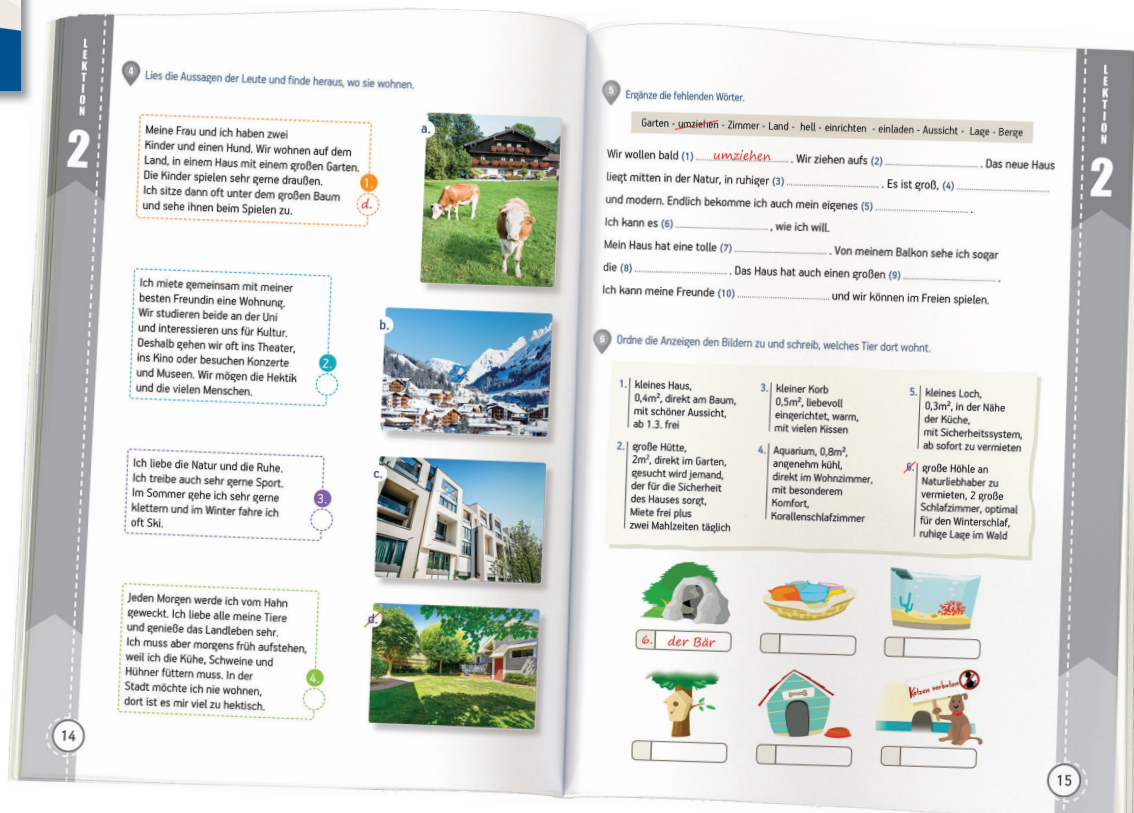 LEKTION
2
4 Lies die Aussagen der Leute und finde heraus, wo sie wohnen.
Meine Frau und ich haben zwei
Kinder und einen Hund. Wir wohnen auf dem
Land, in einem Haus mit einem großen Garten.
Die Kinder spielen sehr gerne draußen.
Ich sitze dann oft unter dem großen Baum
und sehe ihnen beim Spielen zu.
1.
d.
a.
Ich miete gemeinsam mit meiner
besten Freundin eine Wohnung.
Wir studieren beide an der Uni
und interessieren uns für Kultur.
Deshalb gehen wir oft ins Theater,
ins Kino oder besuchen Konzerte
und Museen. Wir mögen die Hektik
und die vielen Menschen.
2.
b.
Ich liebe die Natur und die Ruhe.
Ich treibe auch sehr gerne Sport.
Im Sommer gehe ich sehr gerne
klettern und im Winter fahre ich
oft Ski.
3.
c.
Jeden Morgen werde ich vom Hahn
geweckt. Ich liebe alle meine Tiere
und genieße das Landleben sehr.
Ich muss aber morgens früh aufstehen,
weil ich die Kühe, Schweine und
Hühner füttern muss. In der
Stadt möchte ich nie wohnen,
dort ist es mir viel zu hektisch.
4.
d.
14
LEKTION
2
5 Ergänze die fehlenden Wörter.
Garten - umziehen - Zimmer - Land - hell - einrichten - einladen - Aussicht - Lage - Berge
Wir wollen bald (1) umziehen . Wir ziehen aufs (2) . Das neue Haus
liegt mitten in der Natur, in ruhiger (3) . Es ist groß, (4)
und modern. Endlich bekomme ich auch mein eigenes (5) .
Ich kann es (6) , wie ich will.
Mein Haus hat eine tolle (7) . Von meinem Balkon sehe ich sogar
die (8) . Das Haus hat auch einen großen (9) .
Ich kann meine Freunde (10) und wir können im Freien spielen.
6 Ordne die Anzeigen den Bildern zu und schreib, welches Tier dort wohnt.
1. kleines Haus,
0,4m², direkt am Baum,
mit schöner Aussicht,
ab 1.3. frei
2. große Hütte,
2m², direkt im Garten,
gesucht wird jemand,
der für die Sicherheit
des Hauses sorgt,
Miete frei plus
zwei Mahlzeiten täglich
3. kleiner Korb
0,5m², liebevoll
eingerichtet, warm,
mit vielen Kissen
4. Aquarium, 0,8m²,
angenehm kühl,
direkt im Wohnzimmer,
mit besonderem
Komfort,
Korallenschlafzimmer
5. kleines Loch,
0,3m², in der Nähe
der Küche,
mit Sicherheitssystem,
ab sofort zu vermieten
6. große Höhle an
Naturliebhaber zu
vermieten, 2 große
Schlafzimmer, optimal
für den Winterschlaf,
ruhige Lage im Wald
6. der Bär
Katzen verboten
15